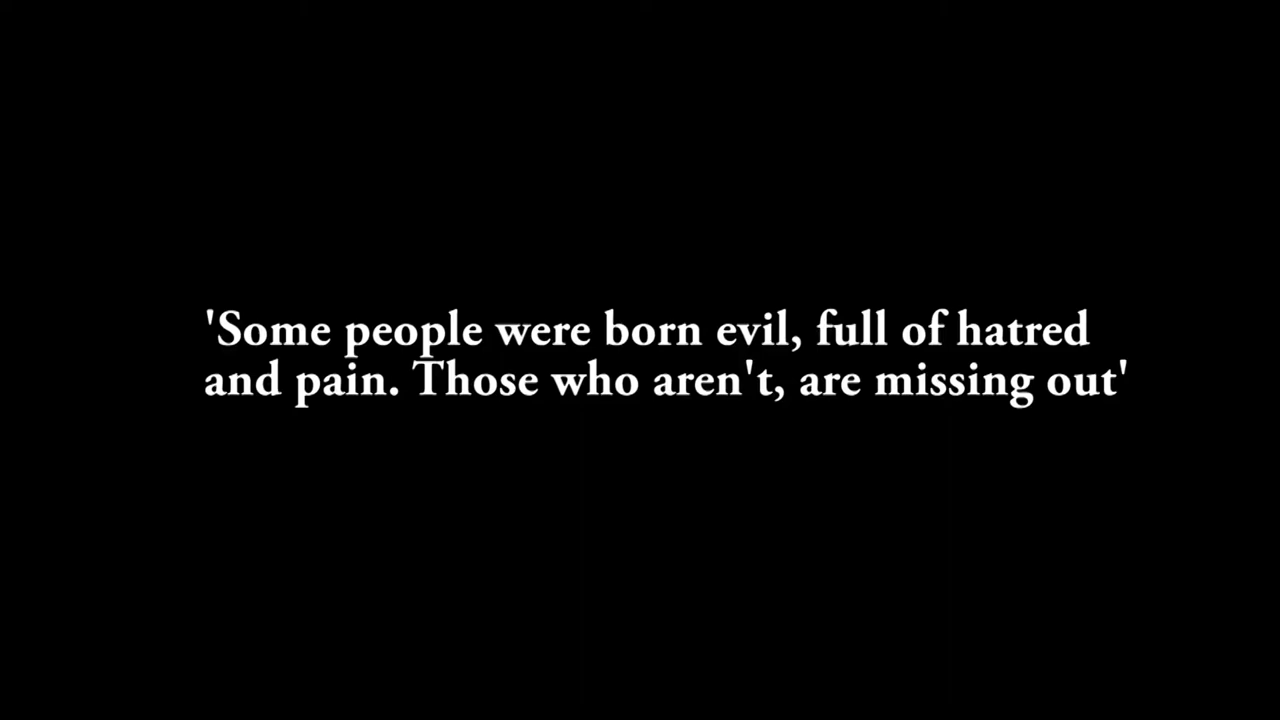 'Some people were born evil, full of hatred
and pain. Those who aren't, are missing out'